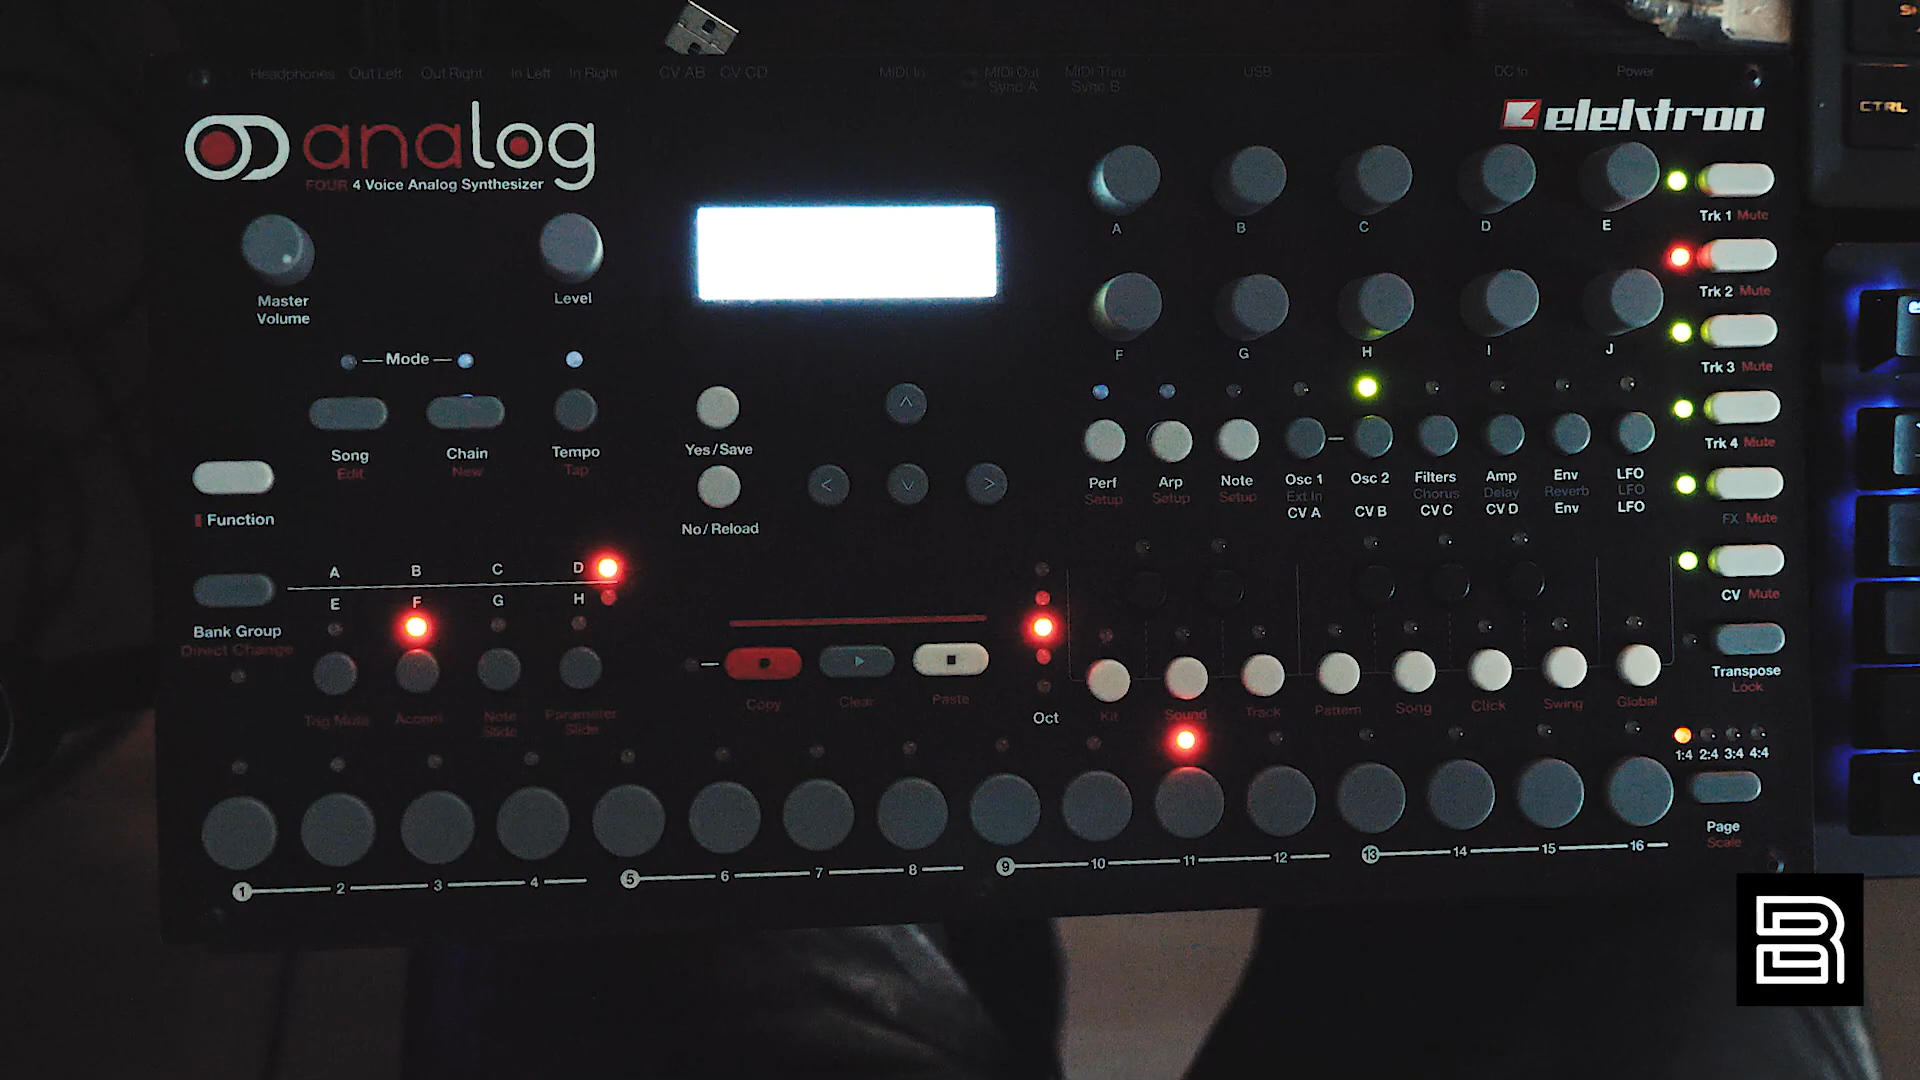 Headphones Out Left Out Right In Left In Right CV AB CV CD MIDI In MIDI Out MIDI Thru USB DC In Power
Sync A Sync B
analog
FOUR 4 Voice Analog Synthesizer
elektron
CTRL
Trk 1 Mute
A B C D E
Master
Volume
Level
Trk 2 Mute
F G H I J
Mode
Trk 3 Mute
Song Chain Tempo
Edit New Tap
Yes/Save
Trk 4 Mute
Perf Arp Note Osc 1 Osc 2 Filters Amp Env LFO
Setup Setup Setup Ext In Chorus Delay Reverb LFO
CV A CV B CV C CV D Env LFO
Function
No/Reload
FX Mute
A B C D
E F G H
CV Mute
Bank Group
Direct Change
Transpose
Lock
Copy Clear Paste
Oct
Kit Sound Track Pattern Song Click Swing Global
Trig Mute Accent Note Parameter
Slide Slide
1:4 2:4 3:4 4:4
Page
Scale
1 2 3 4 5 6 7 8 9 10 11 12 13 14 15 16